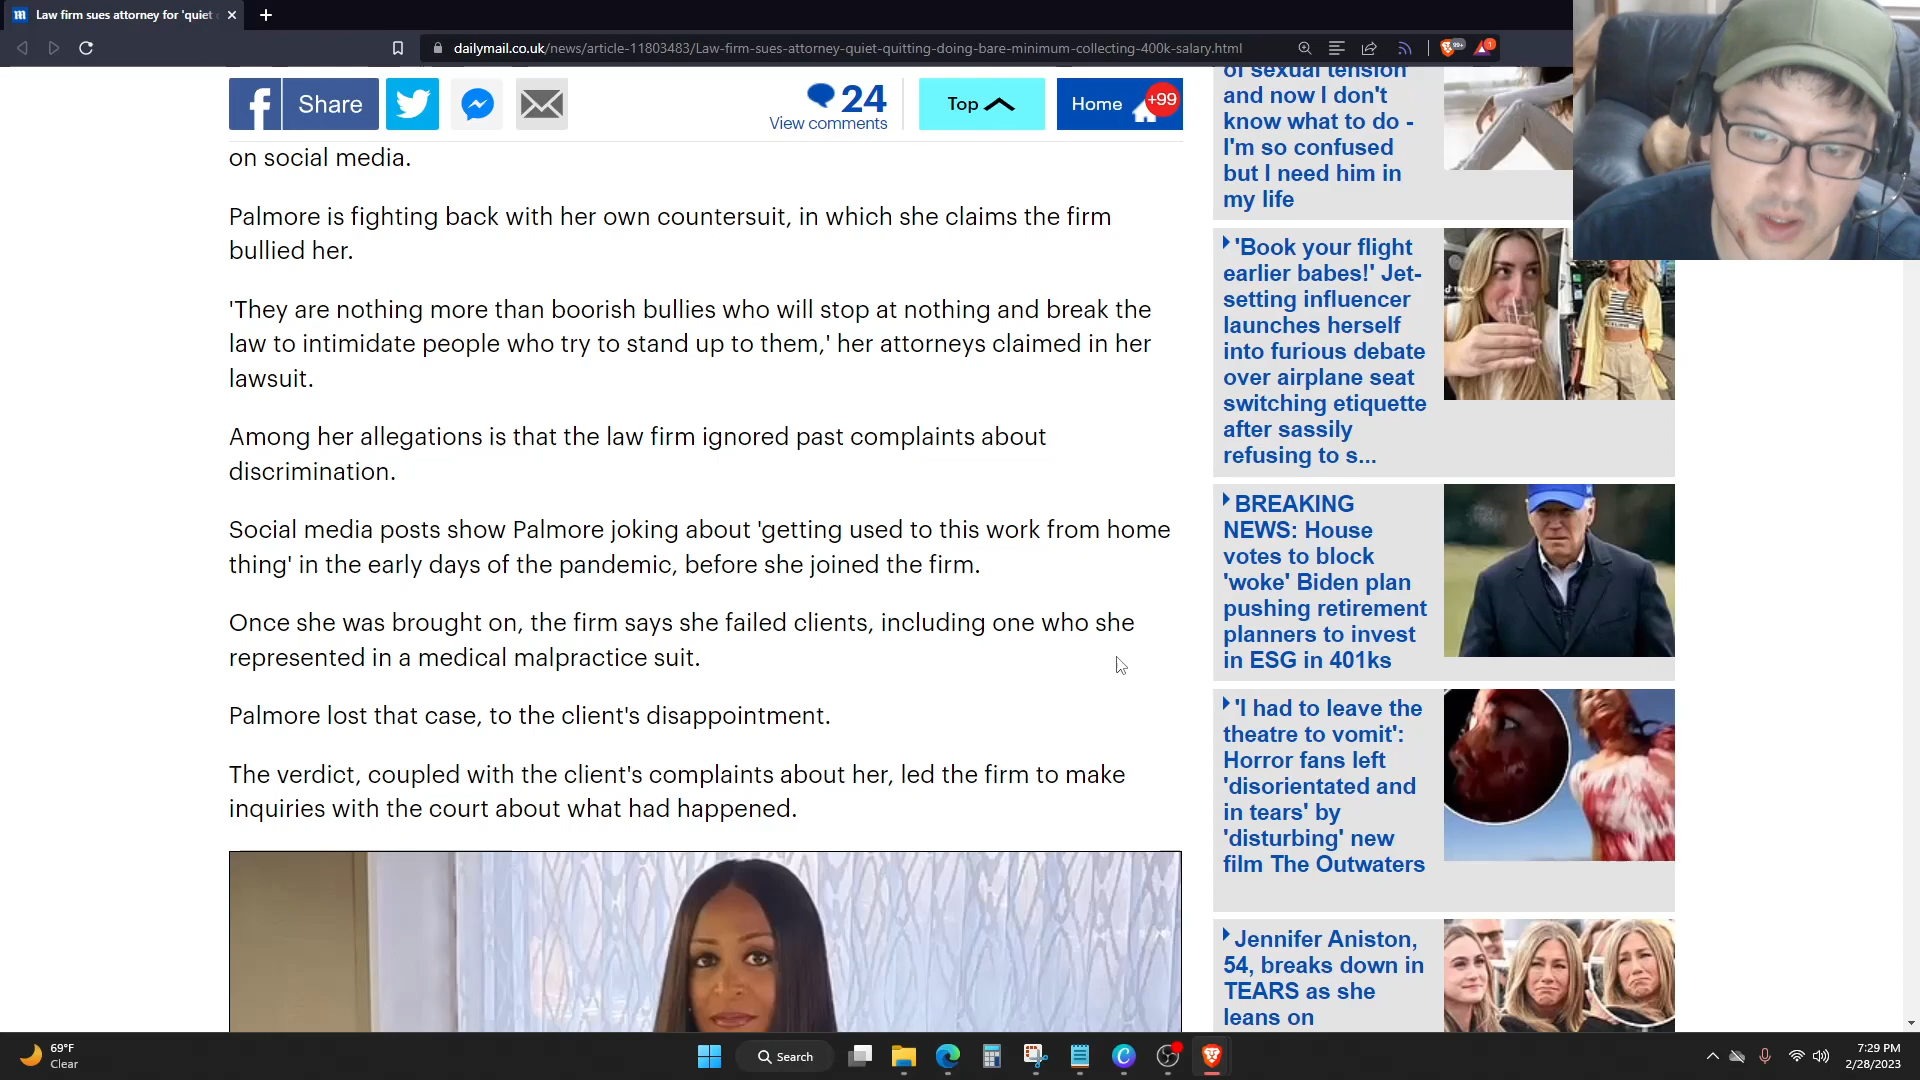 Law firm sues attorney for 'quiet
dailymail.co.uk/news/article-11803483/Law-firm-sues-attorney-quiet-quitting-doing-bare-minimum-collecting-400k-salary.html
99+
1
Share
24
View comments
Top
Home
+99
on social media.
Palmore is fighting back with her own countersuit, in which she claims the firm
bullied her.
'They are nothing more than boorish bullies who will stop at nothing and break the
law to intimidate people who try to stand up to them,' her attorneys claimed in her
lawsuit.
Among her allegations is that the law firm ignored past complaints about
discrimination.
Social media posts show Palmore joking about 'getting used to this work from home
thing' in the early days of the pandemic, before she joined the firm.
Once she was brought on, the firm says she failed clients, including one who she
represented in a medical malpractice suit.
Palmore lost that case, to the client's disappointment.
The verdict, coupled with the client's complaints about her, led the firm to make
inquiries with the court about what had happened.
of sexual tension
and now I don't
know what to do -
I'm so confused
but I need him in
my life
'Book your flight
earlier babes!' Jet-
setting influencer
launches herself
into furious debate
over airplane seat
switching etiquette
after sassily
refusing to s...
BREAKING
NEWS: House
votes to block
'woke' Biden plan
pushing retirement
planners to invest
in ESG in 401ks
'I had to leave the
theatre to vomit':
Horror fans left
'disorientated and
in tears' by
'disturbing' new
film The Outwaters
Jennifer Aniston,
54, breaks down in
TEARS as she
leans on
69°F
Clear
Search
7:29 PM
2/28/2023